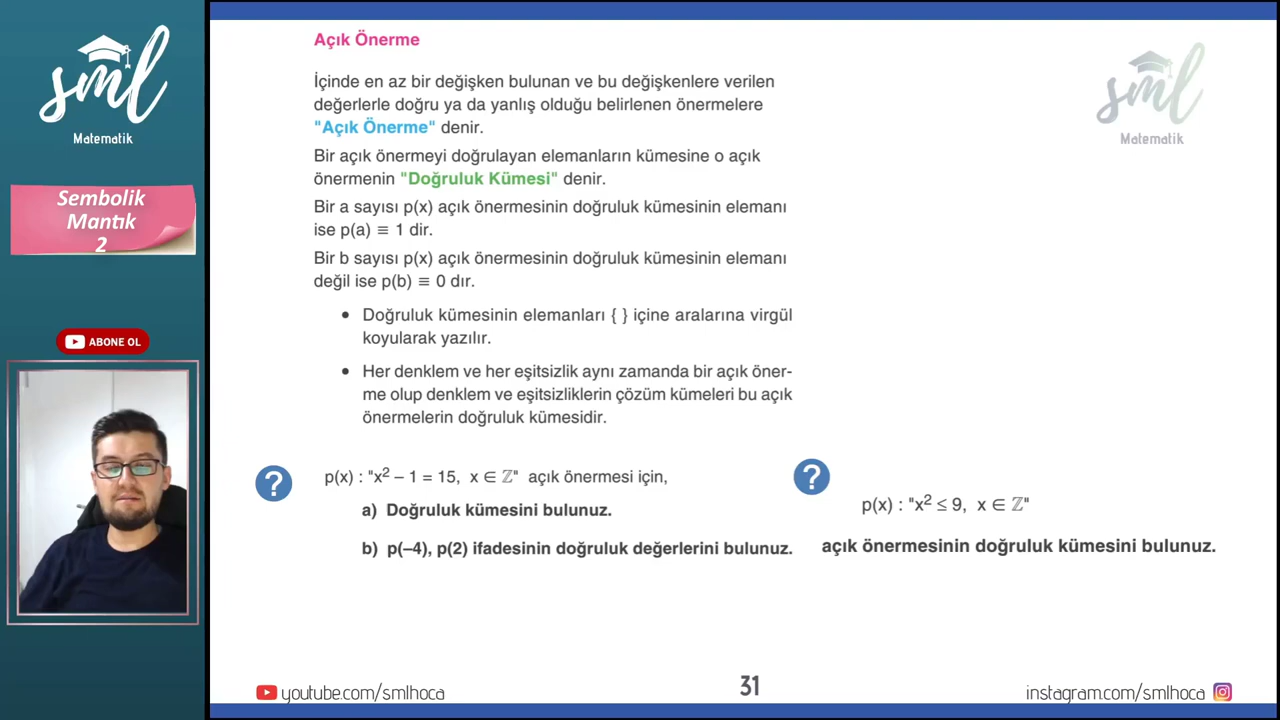 sml
Matematik
Sembolik
Mantık
2
ABONE OL
Açık Önerme
İçinde en az bir değişken bulunan ve bu değişkenlere verilen
değerlerle doğru ya da yanlış olduğu belirlenen önermelere
"Açık Önerme" denir.
Bir açık önermeyi doğrulayan elemanların kümesine o açık
önermenin "Doğruluk Kümesi" denir.
Bir a sayısı p(x) açık önermesinin doğruluk kümesinin elemanı
ise p(a) ≡ 1 dir.
Bir b sayısı p(x) açık önermesinin doğruluk kümesinin elemanı
değil ise p(b) ≡ 0 dır.
• Doğruluk kümesinin elemanları { } içine aralarına virgül
koyularak yazılır.
• Her denklem ve her eşitsizlik aynı zamanda bir açık öner-
me olup denklem ve eşitsizliklerin çözüm kümeleri bu açık
önermelerin doğruluk kümesidir.
?
p(x) : "x² – 1 = 15, x ∈ ℤ" açık önermesi için,
a) Doğruluk kümesini bulunuz.
b) p(–4), p(2) ifadesinin doğruluk değerlerini bulunuz.
?
p(x) : "x² ≤ 9, x ∈ ℤ"
açık önermesinin doğruluk kümesini bulunuz.
sml
Matematik
youtube.com/smlhoca
31
instagram.com/smlhoca